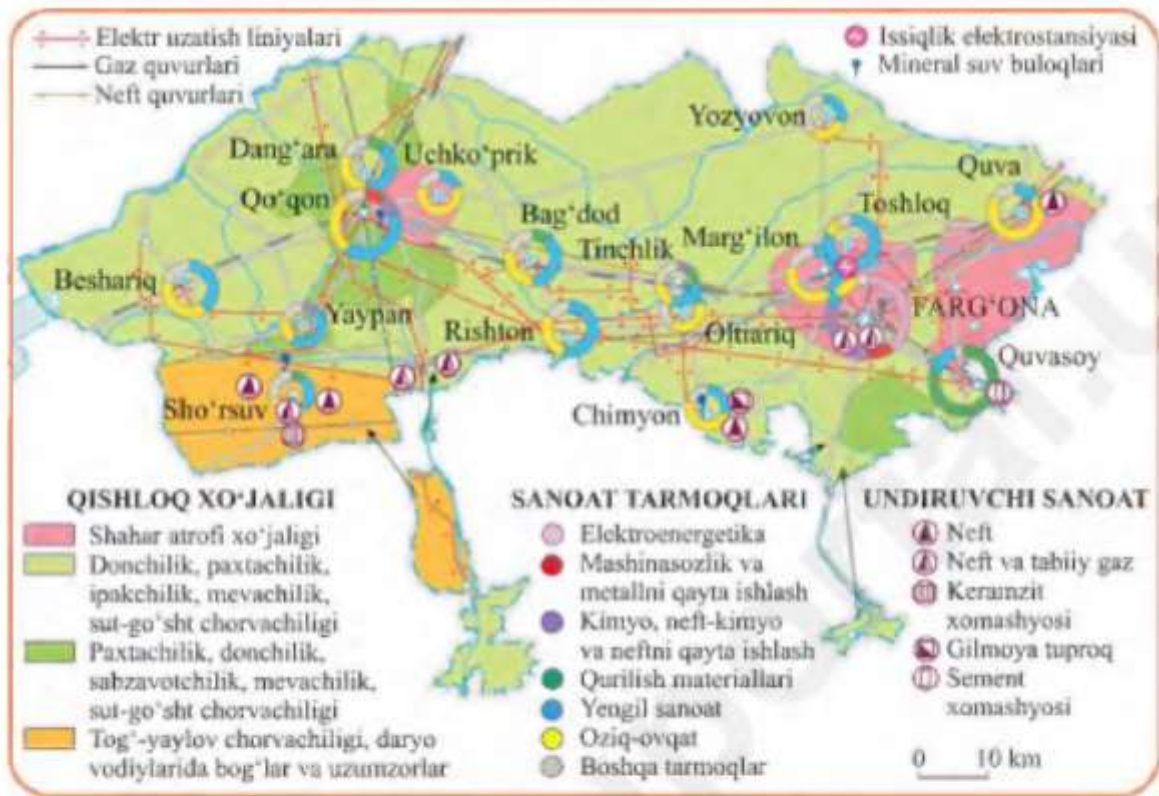 Elektr uzatish liniyalari
Gaz quvurlari
Neft quvurlari
Issiqlik elektrostansiyasi
Mineral suv buloqlari
Yozyovon
Dang‘ara
Uchko‘prik
Quva
Qo‘qon
Bag‘dod
Toshloq
Tinchlik
Marg‘ilon
Beshariq
Yaypan
Rishton
Oltiariq
FARG‘ONA
Quvasoy
Sho‘rsuv
Chimyon
QISHLOQ XO‘JALIGI
Shahar atrofi xo‘jaligi
Donchilik, paxtachilik,
ipakchilik, mevachilik,
sut-go‘sht chorvachiligi
Paxtachilik, donchilik,
sabzavotchilik, mevachilik,
sut-go‘sht chorvachiligi
Tog‘-yaylov chorvachiligi, daryo
vodiylarida bog‘lar va uzumzorlar
SANOAT TARMOQLARI
Elektroenergetika
Mashinasozlik va
metallni qayta ishlash
Kimyo, neft-kimyo
va neftni qayta ishlash
Qurilish materiallari
Yengil sanoat
Oziq-ovqat
Boshqa tarmoqlar
UNDIRUVCHI SANOAT
Neft
Neft va tabiiy gaz
Keramzit
xomashyosi
Gilmoya tuproq
Sement
xomashyosi
0 10 km